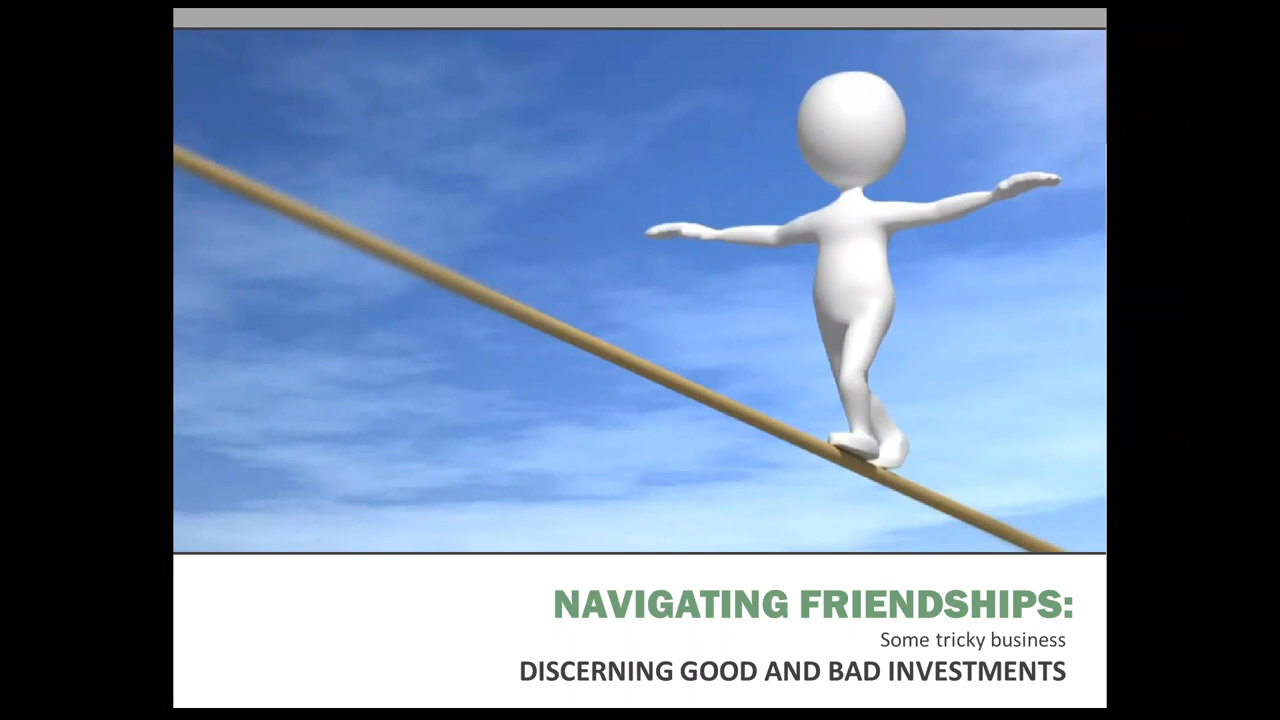 NAVIGATING FRIENDSHIPS:
Some tricky business
DISCERNING GOOD AND BAD INVESTMENTS